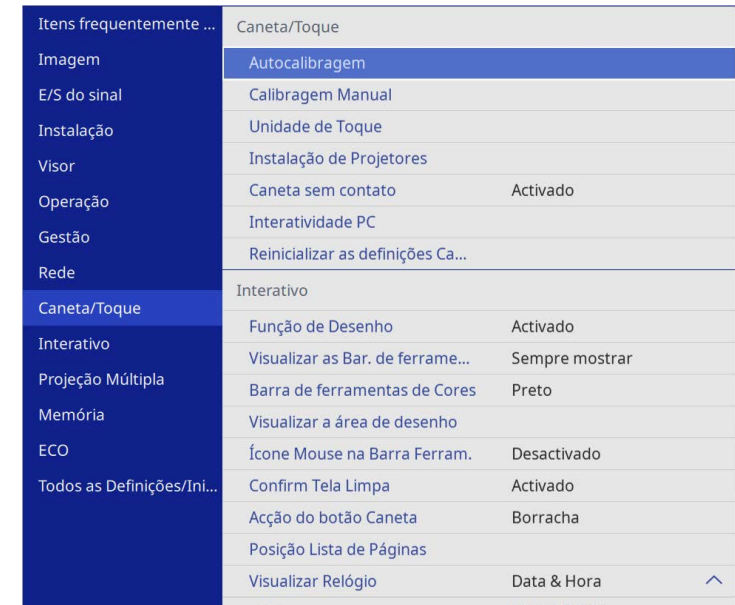 Itens frequentemente ...
Imagem
E/S do sinal
Instalação
Visor
Operação
Gestão
Rede
Caneta/Toque
Interativo
Projeção Múltipla
Memória
ECO
Todos as Definições/Ini...
Caneta/Toque
Autocalibragem
Calibragem Manual
Unidade de Toque
Instalação de Projetores
Caneta sem contato Activado
Interatividade PC
Reinicializar as definições Ca...
Interativo
Função de Desenho Activado
Visualizar as Bar. de ferrame... Sempre mostrar
Barra de ferramentas de Cores Preto
Visualizar a área de desenho
Ícone Mouse na Barra Ferram. Desactivado
Confirm Tela Limpa Activado
Acção do botão Caneta Borracha
Posição Lista de Páginas
Visualizar Relógio Data & Hora